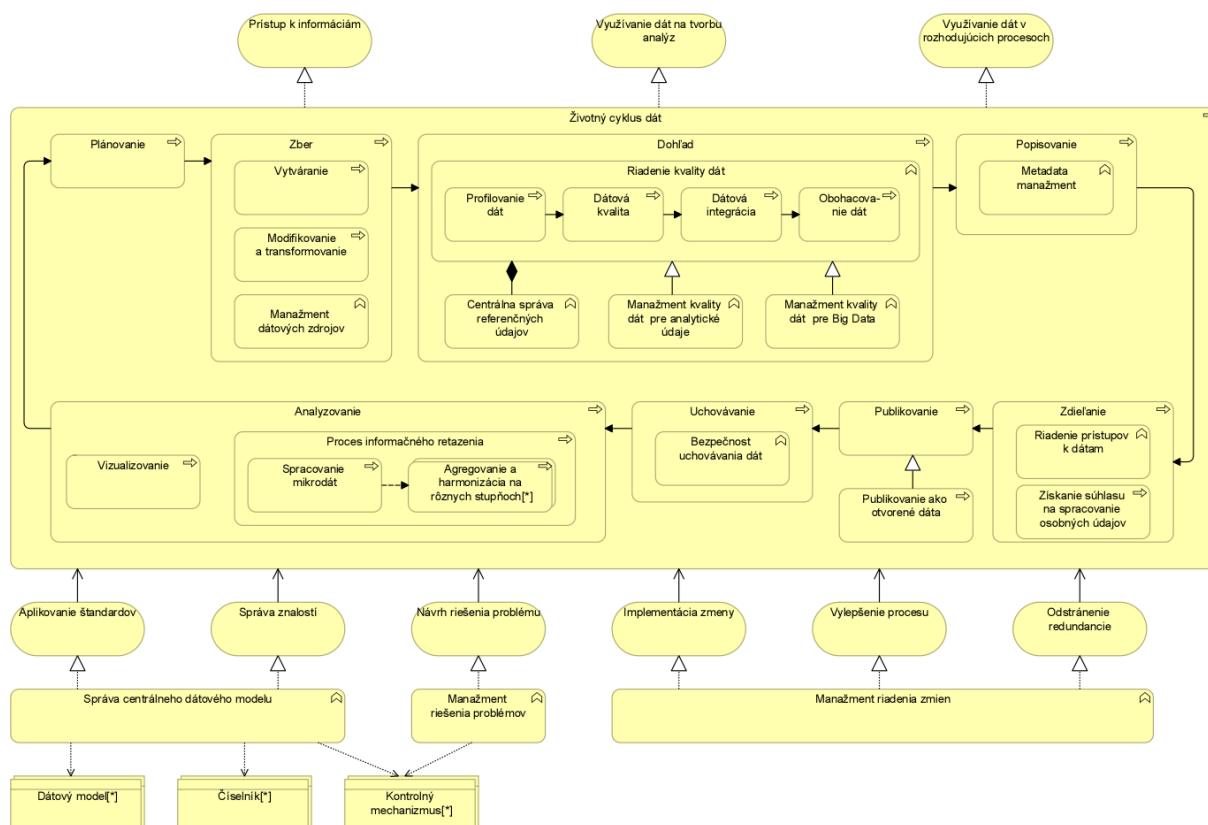 Prístup k informáciám
Využívanie dát na tvorbu
analýz
Využívanie dát v
rozhodujúcich procesoch
Životný cyklus dát
Plánovanie
Zber
Vytváranie
Modifikovanie
a transformovanie
Manažment
dátových zdrojov
Dohľad
Riadenie kvality dát
Profilovanie
dát
Dátová
kvalita
Dátová
integrácia
Obohacova-
nie dát
Centrálna správa
referenčných
údajov
Manažment kvality
dát pre analytické
údaje
Manažment kvality
dát pre Big Data
Popisovanie
Metadata
manažment
Analyzovanie
Vizualizovanie
Proces informačného retazenia
Spracovanie
mikrodát
Agregovanie a
harmonizácia na
rôznych stupňoch[*]
Uchovávanie
Bezpečnost
uchovávania dát
Publikovanie
Publikovanie ako
otvorené dáta
Zdieľanie
Riadenie prístupov
k dátam
Získanie súhlasu
na spracovanie
osobných údajov
Aplikovanie štandardov
Správa znalostí
Návrh riešenia problému
Implementácia zmeny
Vylepšenie procesu
Odstránenie
redundancie
Správa centrálneho dátového modelu
Manažment
riešenia problémov
Manažment riadenia zmien
Dátový model[*]
Číselník[*]
Kontrolný
mechanizmus[*]